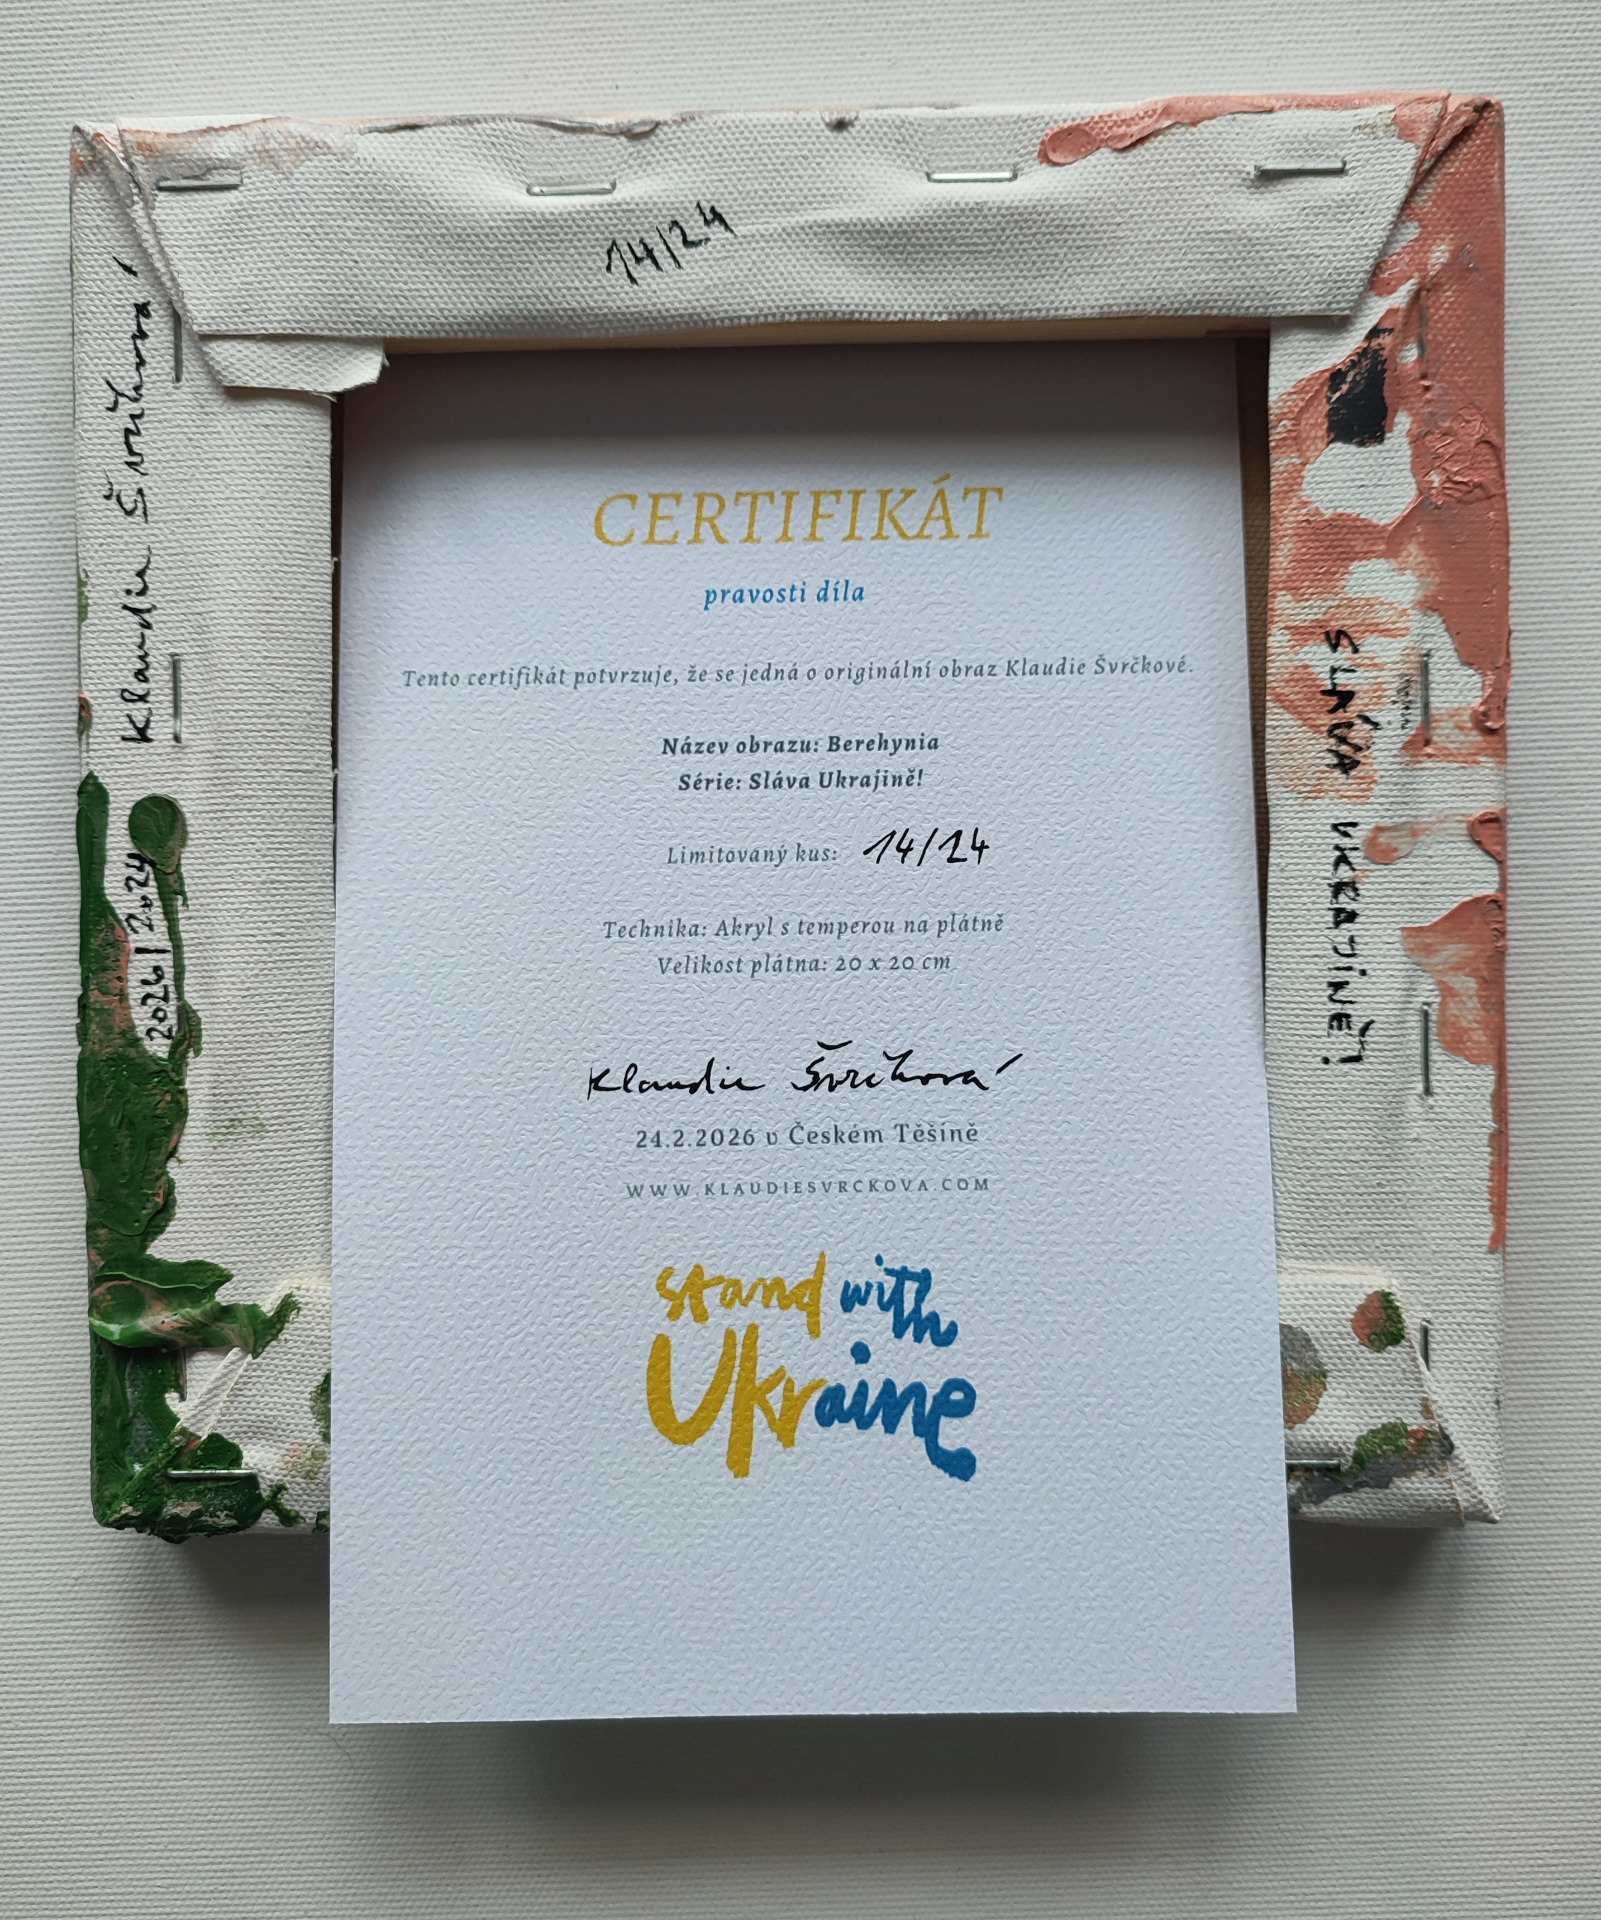 14/24
Klaudie Švrčková
2026 | 2024
CERTIFIKÁT
pravosti díla
Tento certifikát potvrzuje, že se jedná o originální obraz Klaudie Švrčkové.
Název obrazu: Berehynia
Série: Sláva Ukrajině!
Limitovaný kus: 14/24
Technika: Akryl s temperou na plátně
Velikost plátna: 20 x 20 cm
Klaudie Švrčková
24.2.2026 v Českém Těšíně
WWW.KLAUDIESVRCKOVA.COM
stand with
Ukraine
SLÁVA UKRAJINĚ!